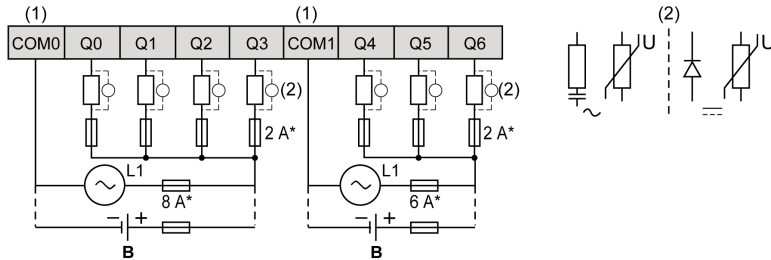 (1) (1) (2)
COM0 Q0 Q1 Q2 Q3 COM1 Q4 Q5 Q6
U U
(2) (2)
2 A* 2 A*
L1 L1
8 A* 6 A*
− + − +
B B